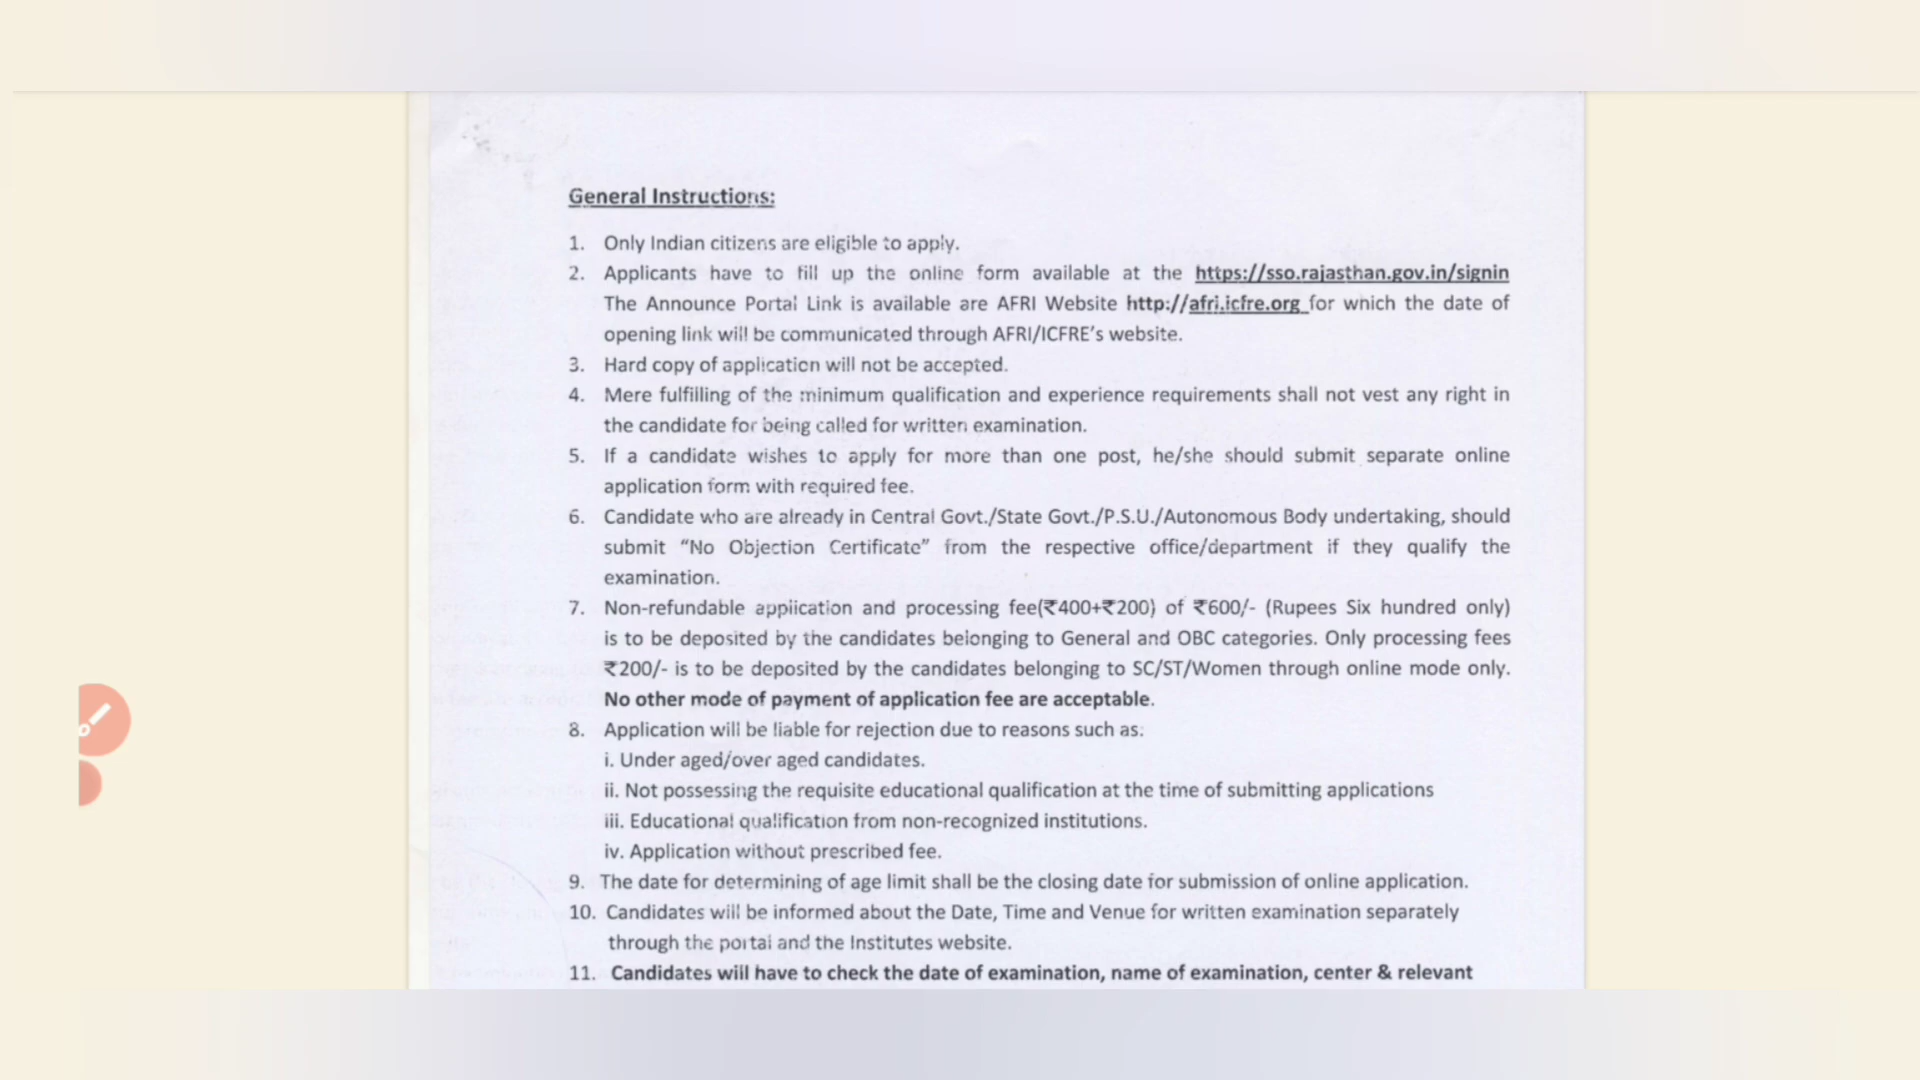 General Instructions:
1. Only Indian citizens are eligible to apply.
2. Applicants have to fill up the online form available at the https://sso.rajasthan.gov.in/signin
The Announce Portal Link is available are AFRI Website http://afri.icfre.org for which the date of
opening link will be communicated through AFRI/ICFRE's website.
3. Hard copy of application will not be accepted.
4. Mere fulfilling of the minimum qualification and experience requirements shall not vest any right in
the candidate for being called for written examination.
5. If a candidate wishes to apply for more than one post, he/she should submit separate online
application form with required fee.
6. Candidate who are already in Central Govt./State Govt./P.S.U./Autonomous Body undertaking, should
submit “No Objection Certificate” from the respective office/department if they qualify the
examination.
7. Non-refundable application and processing fee(₹400+₹200) of ₹600/- (Rupees Six hundred only)
is to be deposited by the candidates belonging to General and OBC categories. Only processing fees
₹200/- is to be deposited by the candidates belonging to SC/ST/Women through online mode only.
No other mode of payment of application fee are acceptable.
8. Application will be liable for rejection due to reasons such as:
i. Under aged/over aged candidates.
ii. Not possessing the requisite educational qualification at the time of submitting applications
iii. Educational qualification from non-recognized institutions.
iv. Application without prescribed fee.
9. The date for determining of age limit shall be the closing date for submission of online application.
10. Candidates will be informed about the Date, Time and Venue for written examination separately
through the portal and the Institutes website.
11. Candidates will have to check the date of examination, name of examination, center & relevant